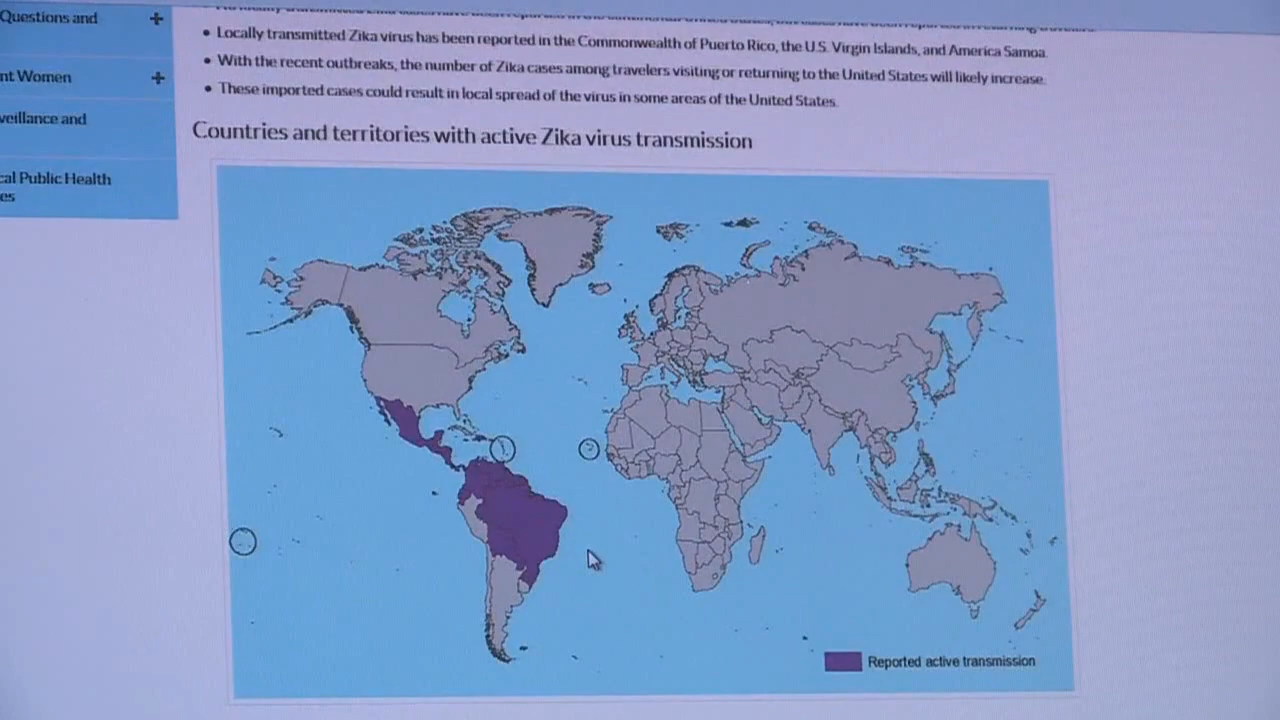 Questions and
+
nt Women
+
veillance and
cal Public Health
es
• Locally transmitted Zika virus has been reported in the Commonwealth of Puerto Rico, the U.S. Virgin Islands, and America Samoa.
• With the recent outbreaks, the number of Zika cases among travelers visiting or returning to the United States will likely increase.
• These imported cases could result in local spread of the virus in some areas of the United States.
Countries and territories with active Zika virus transmission
Reported active transmission